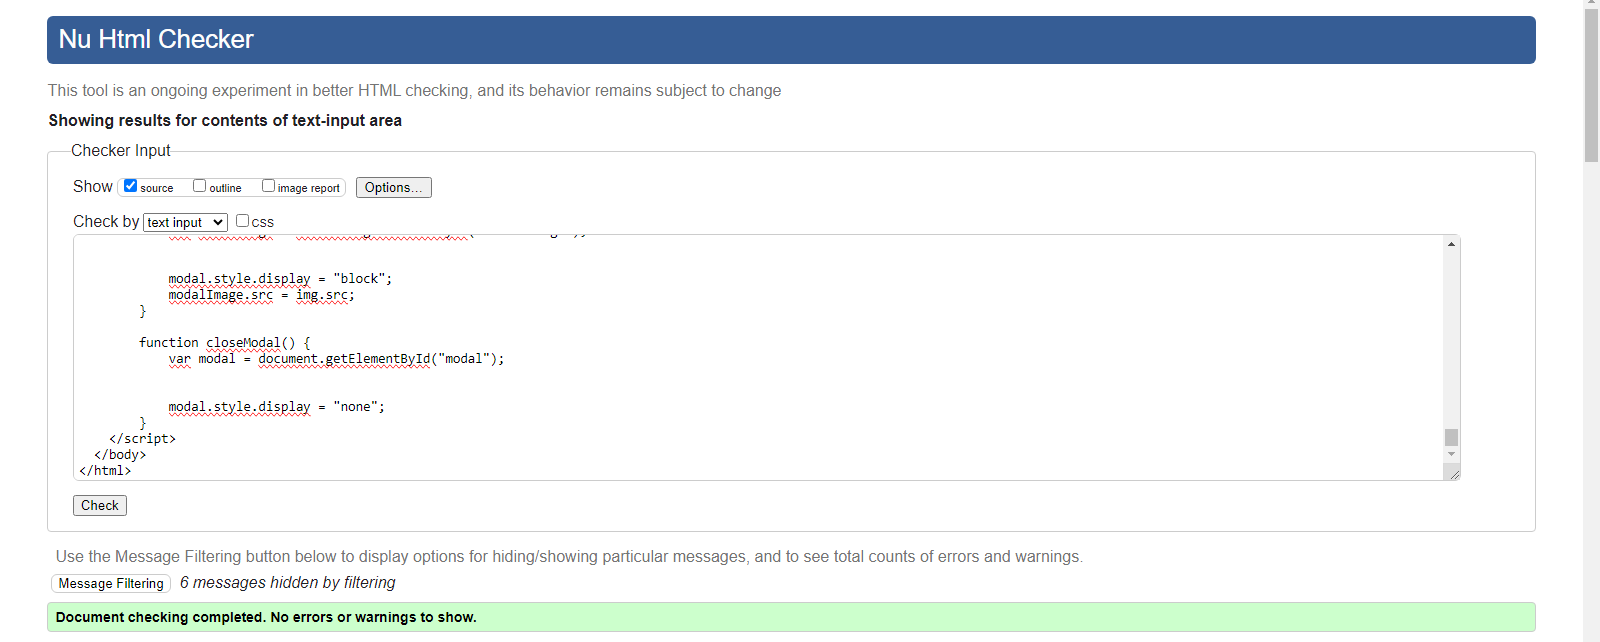 Nu Html Checker
This tool is an ongoing experiment in better HTML checking, and its behavior remains subject to change
Showing results for contents of text-input area
Checker Input
Show source outline image report Options...
Check by text input css
modal.style.display = "block";
modalImage.src = img.src;
}
function closeModal() {
var modal = document.getElementById("modal");
modal.style.display = "none";
}
</script>
</body>
</html>
Check
Use the Message Filtering button below to display options for hiding/showing particular messages, and to see total counts of errors and warnings.
Message Filtering 6 messages hidden by filtering
Document checking completed. No errors or warnings to show.